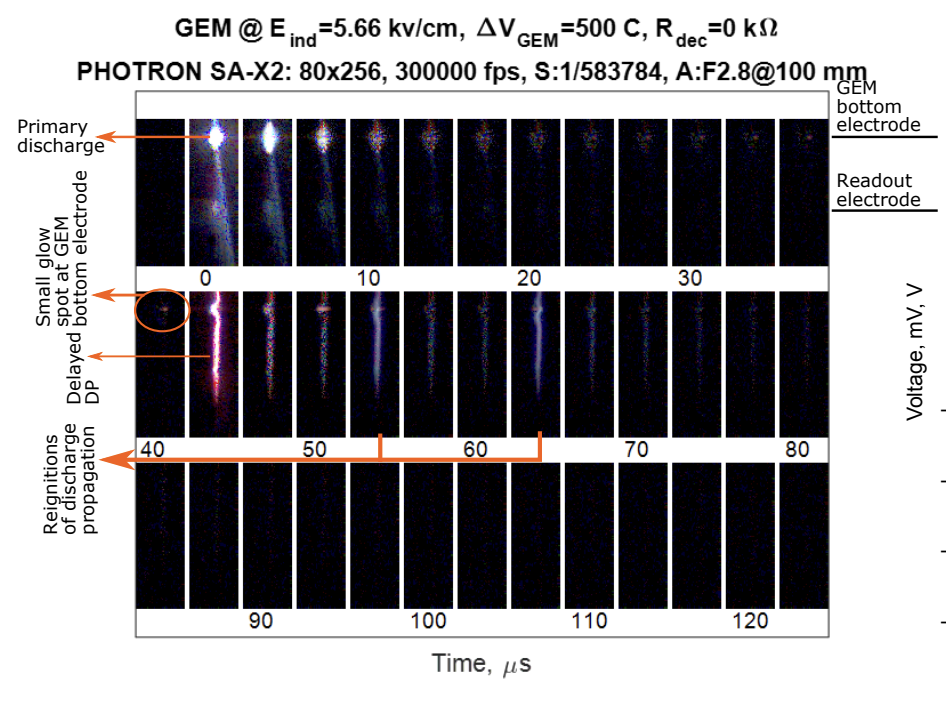 GEM @ E_ind=5.66 kv/cm, ΔV_GEM=500 C, R_dec=0 kΩ
PHOTRON SA-X2: 80x256, 300000 fps, S:1/583784, A:F2.8@100 mm
GEM
bottom
electrode
Primary
discharge
Readout
electrode
0 10 20 30
Small glow
spot at GEM
bottom electrode
Delayed
DP
Voltage, mV, V
40 50 60 70 80
Reignitions
of discharge
propagation
90 100 110 120
Time, μs